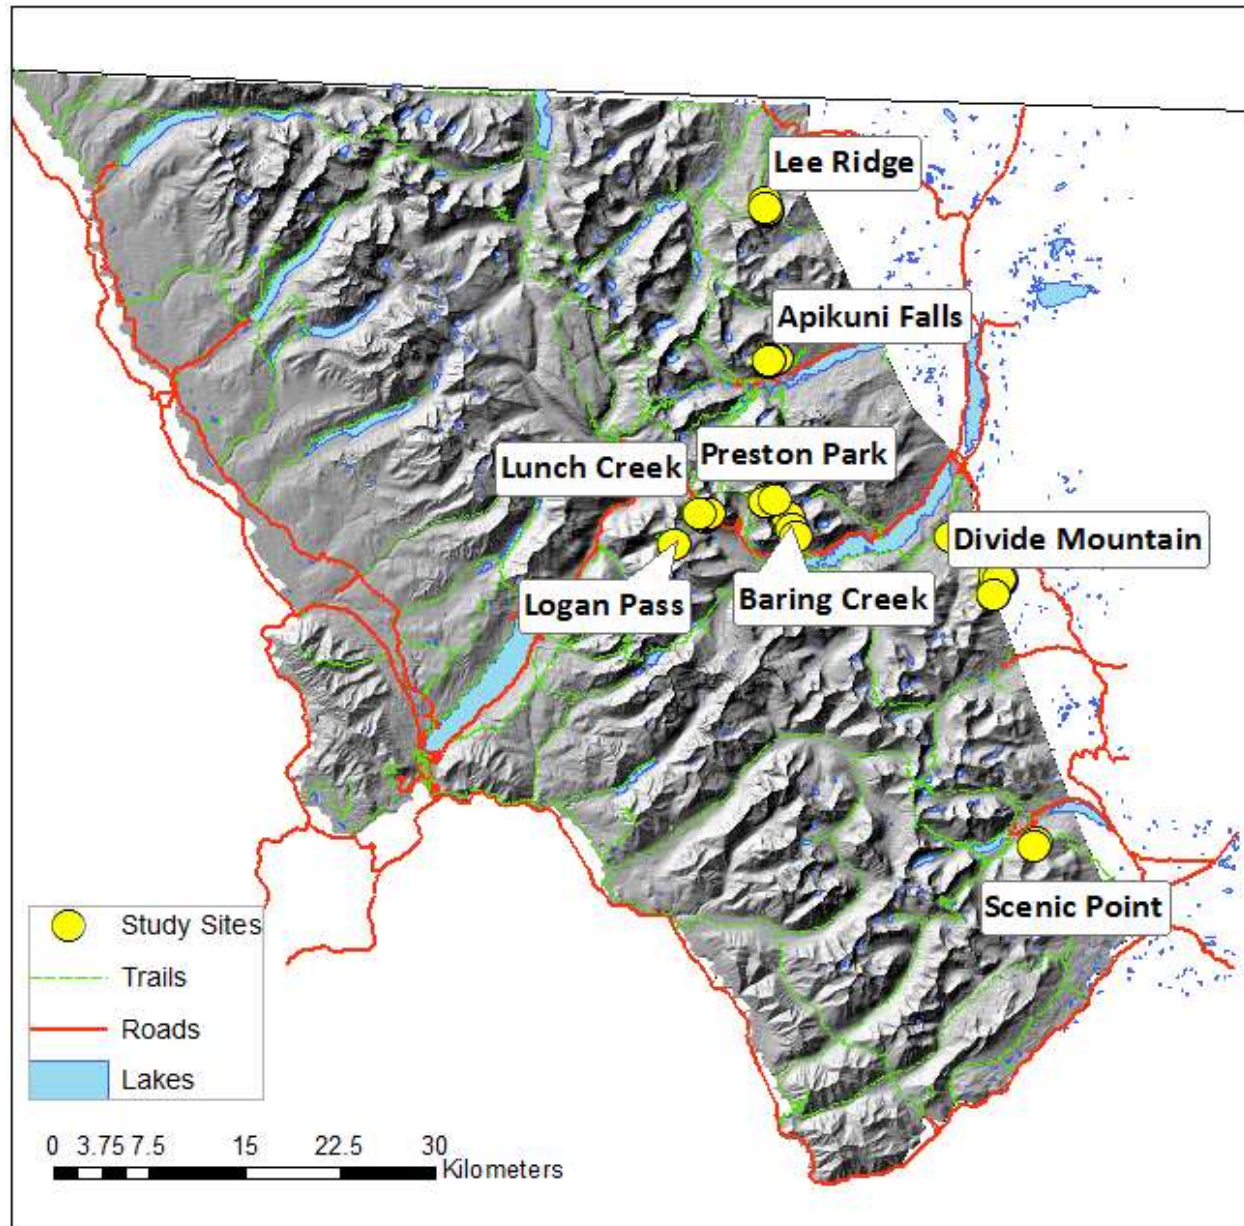 Lee Ridge
Apikuni Falls
Preston Park
Lunch Creek
Divide Mountain
Logan Pass
Baring Creek
Scenic Point
Study Sites
Trails
Roads
Lakes
0 3.75 7.5 15 22.5 30
Kilometers